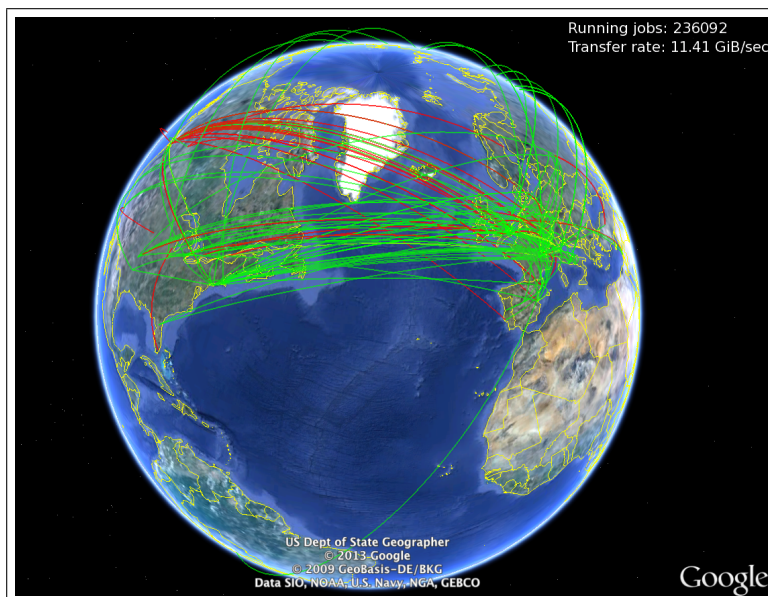 Running jobs: 236092
Transfer rate: 11.41 GiB/sec
US Dept of State Geographer
© 2013 Google
© 2009 GeoBasis-DE/BKG
Data SIO, NOAA, U.S. Navy, NGA, GEBCO
Google